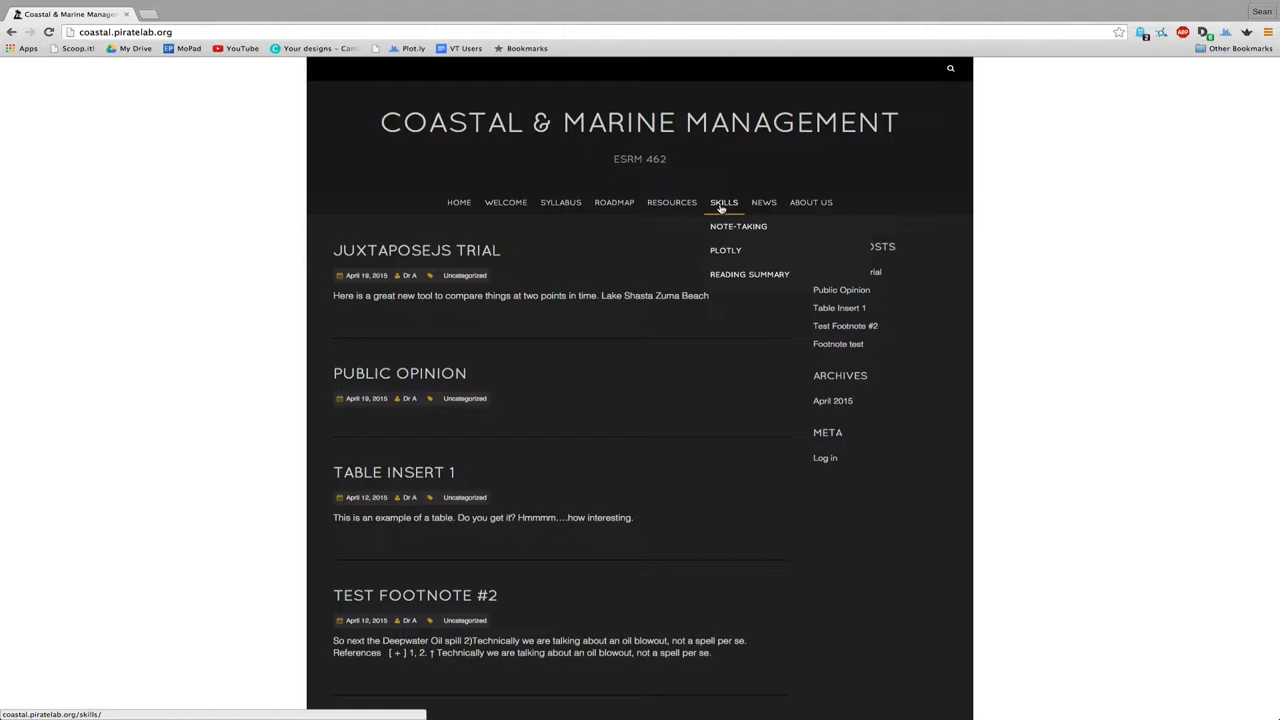 Coastal & Marine Manage
Sean
coastal.piratelab.org
2
ABP
6
Apps
Scoop.it!
My Drive
MoPad
YouTube
Your designs – Can
Plot.ly
VT Users
Bookmarks
Other Bookmarks
COASTAL & MARINE MANAGEMENT
ESRM 462
HOME WELCOME SYLLABUS ROADMAP RESOURCES SKILLS NEWS ABOUT US
NOTE-TAKING
PLOTLY
READING SUMMARY
JUXTAPOSEJS TRIAL
April 19, 2015 Dr A Uncategorized
Here is a great new tool to compare things at two points in time. Lake Shasta Zuma Beach
PUBLIC OPINION
April 19, 2015 Dr A Uncategorized
TABLE INSERT 1
April 12, 2015 Dr A Uncategorized
This is an example of a table. Do you get it? Hmmmm….how interesting.
TEST FOOTNOTE #2
April 12, 2015 Dr A Uncategorized
So next the Deepwater Oil spill 2)Technically we are talking about an oil blowout, not a spell per se.
References [ + ] 1, 2. ↑ Technically we are talking about an oil blowout, not a spell per se.
OSTS
rial
Public Opinion
Table Insert 1
Test Footnote #2
Footnote test
ARCHIVES
April 2015
META
Log in
coastal.piratelab.org/skills/